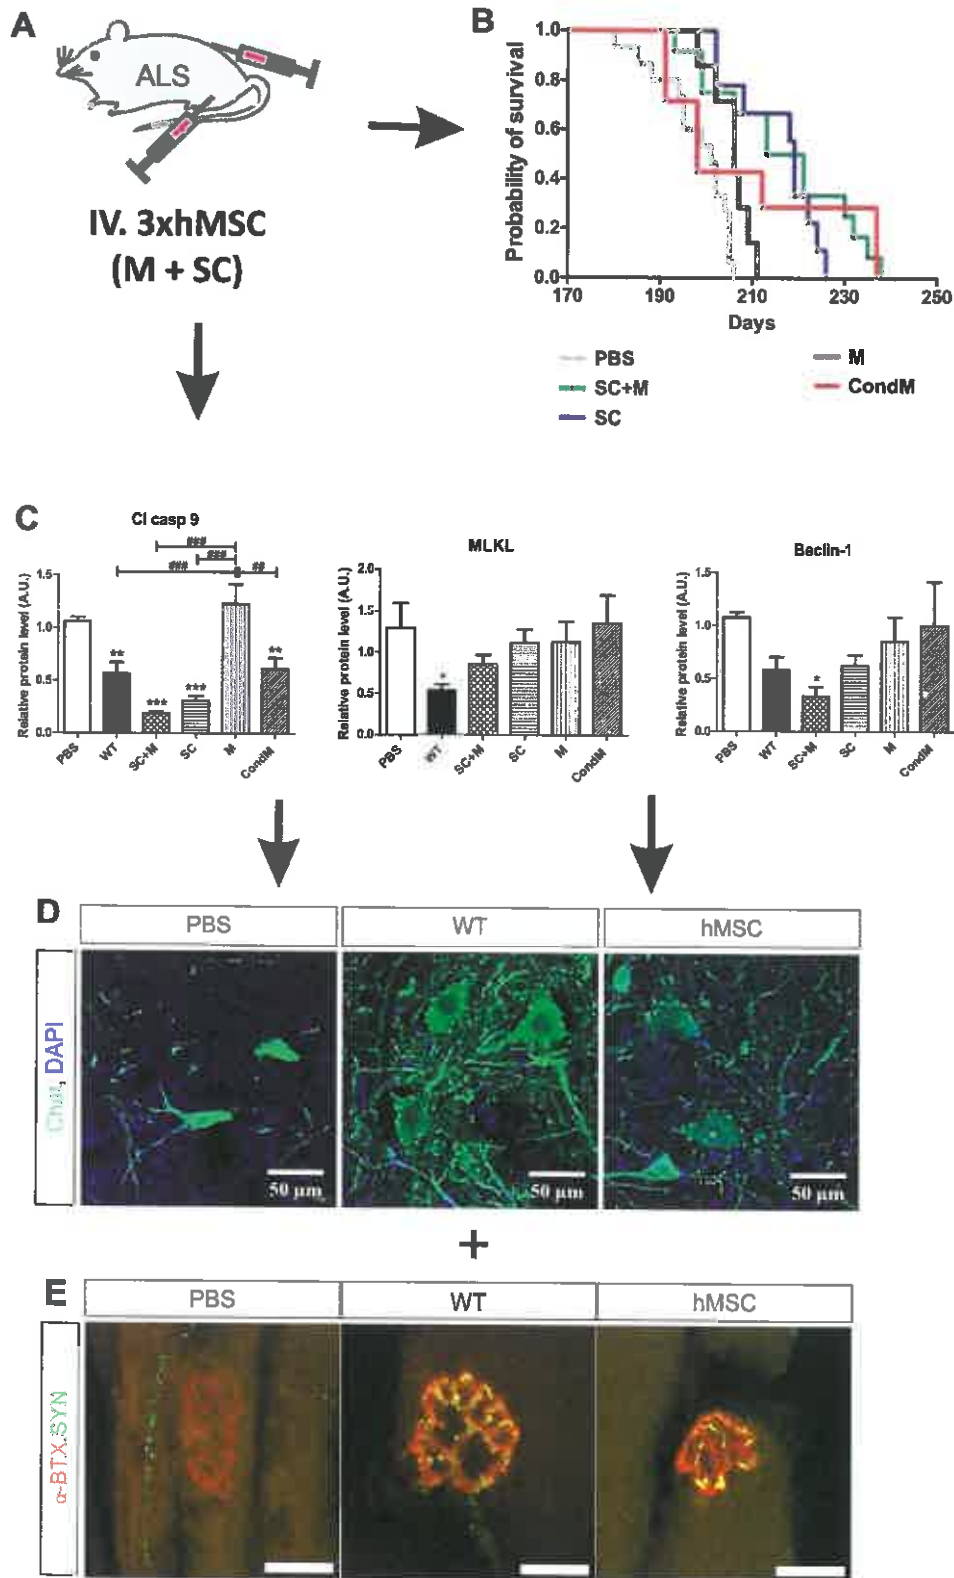 A
ALS
IV. 3xhMSC
(M + SC)
B
Probability of survival
1.0
0.8
0.6
0.4
0.2
0.0
170 190 210 230 250
Days
PBS
SC+M
SC
M
CondM
C
Cl casp 9
###
###
### ##
Relative protein level (A.U.)
1.5
1.0
0.5
0.0
** *** *** **
PBS WT SC+M SC M CondM
MLKL
Relative protein level (A.U.)
2.0
1.5
1.0
0.5
0.0
*
PBS WT SC+M SC M CondM
Beclin-1
Relative protein level (A.U.)
1.5
1.0
0.5
0.0
*
PBS WT SC+M SC M CondM
D
PBS WT hMSC
Chat, DAPI
50 µm 50 µm 50 µm
+
E
PBS WT hMSC
α-BTX SYN